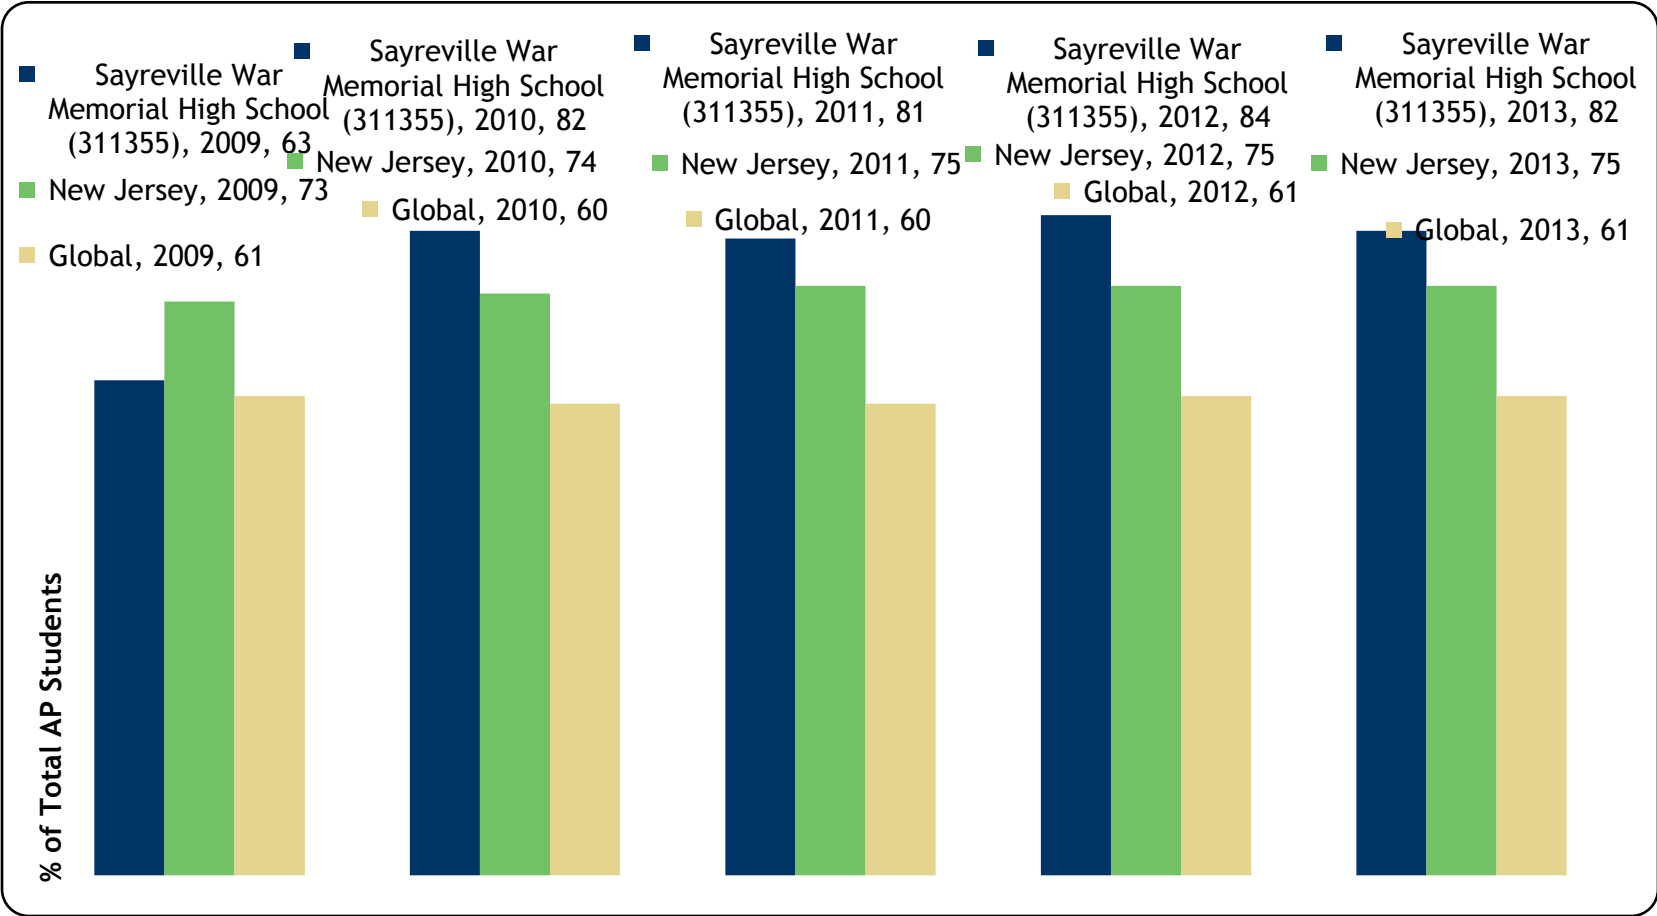 Sayreville War
Memorial High School
(311355), 2009, 63
New Jersey, 2009, 73
Global, 2009, 61
Sayreville War
Memorial High School
(311355), 2010, 82
New Jersey, 2010, 74
Global, 2010, 60
Sayreville War
Memorial High School
(311355), 2011, 81
New Jersey, 2011, 75
Global, 2011, 60
Sayreville War
Memorial High School
(311355), 2012, 84
New Jersey, 2012, 75
Global, 2012, 61
Sayreville War
Memorial High School
(311355), 2013, 82
New Jersey, 2013, 75
Global, 2013, 61
% of Total AP Students